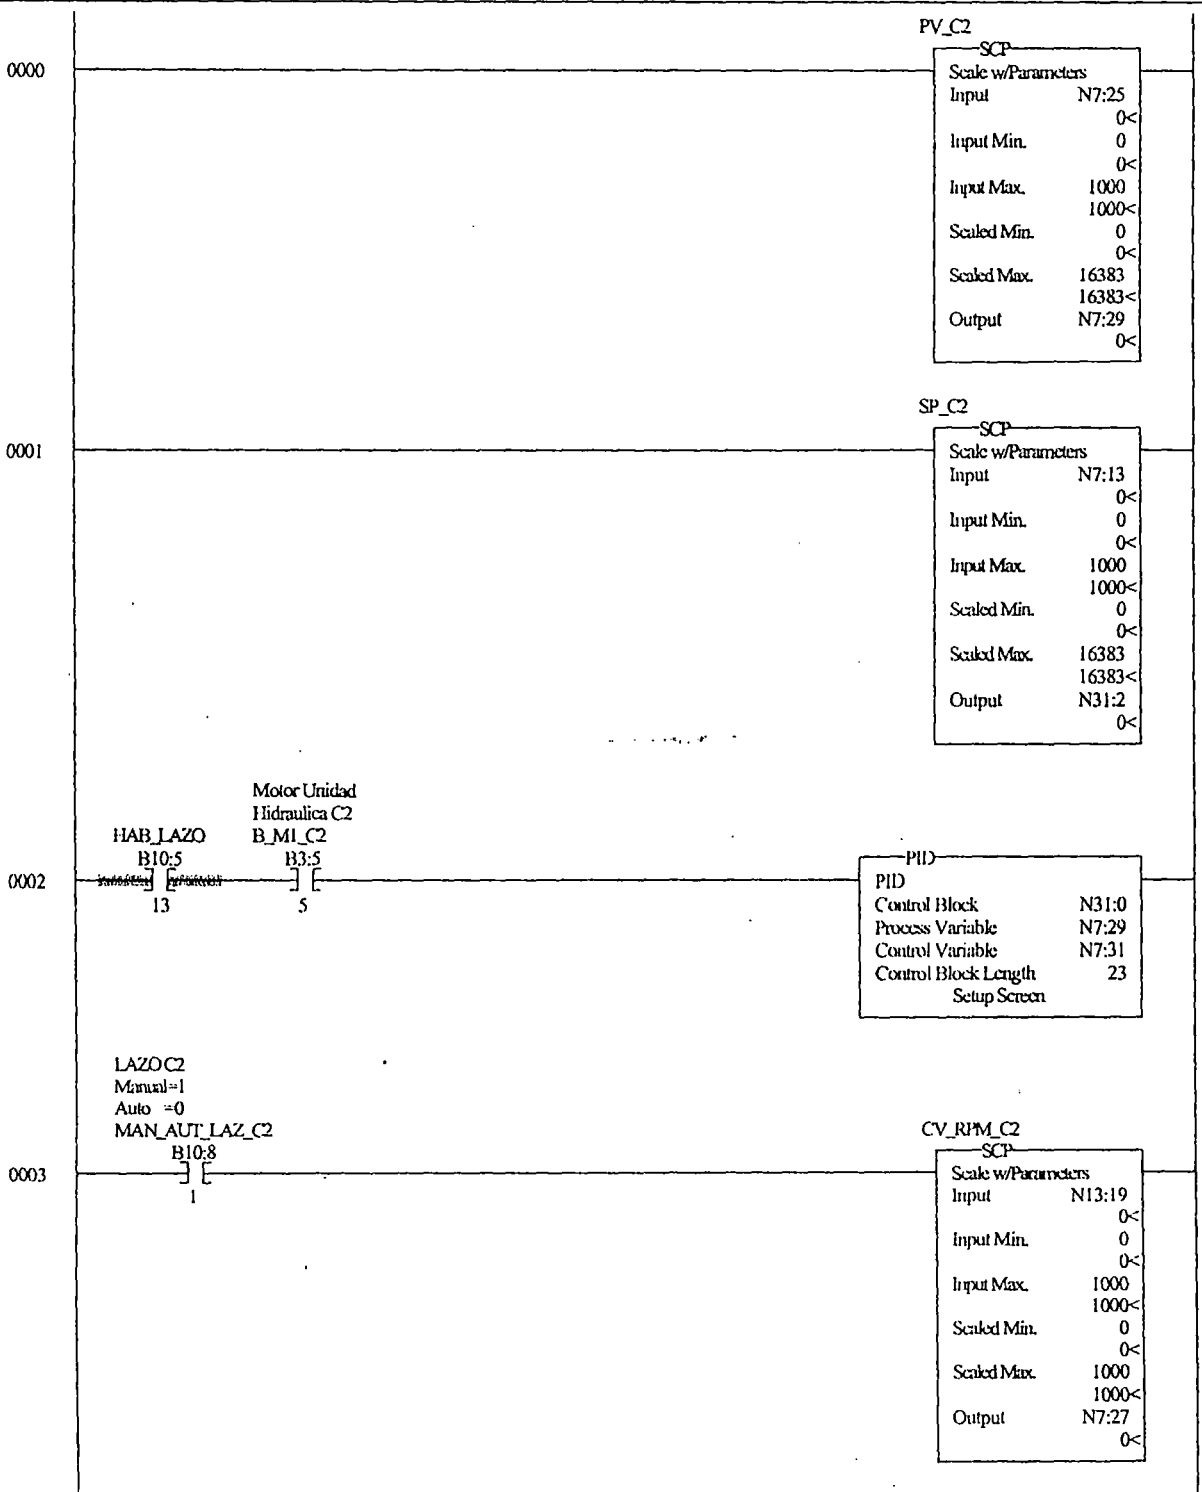 PV_C2
SCP
0000
Scale w/Parameters
Input N7:25
0<
Input Min. 0
0<
Input Max. 1000
1000<
Scaled Min. 0
0<
Scaled Max. 16383
16383<
Output N7:29
0<
SP_C2
SCP
0001
Scale w/Parameters
Input N7:13
0<
Input Min. 0
0<
Input Max. 1000
1000<
Scaled Min. 0
0<
Scaled Max. 16383
16383<
Output N31:2
0<
Motor Unidad
Hidraulica C2
HAB_LAZO B_M1_C2
B10:5 B3:5
0002
13 5
PID
PID
Control Block N31:0
Process Variable N7:29
Control Variable N7:31
Control Block Length 23
Setup Screen
LAZO C2
Manual=1
Auto =0
MAN_AUT_LAZ_C2
B10:8
0003
1
CV_RPM_C2
SCP
Scale w/Parameters
Input N13:19
0<
Input Min. 0
0<
Input Max. 1000
1000<
Scaled Min. 0
0<
Scaled Max. 1000
1000<
Output N7:27
0<